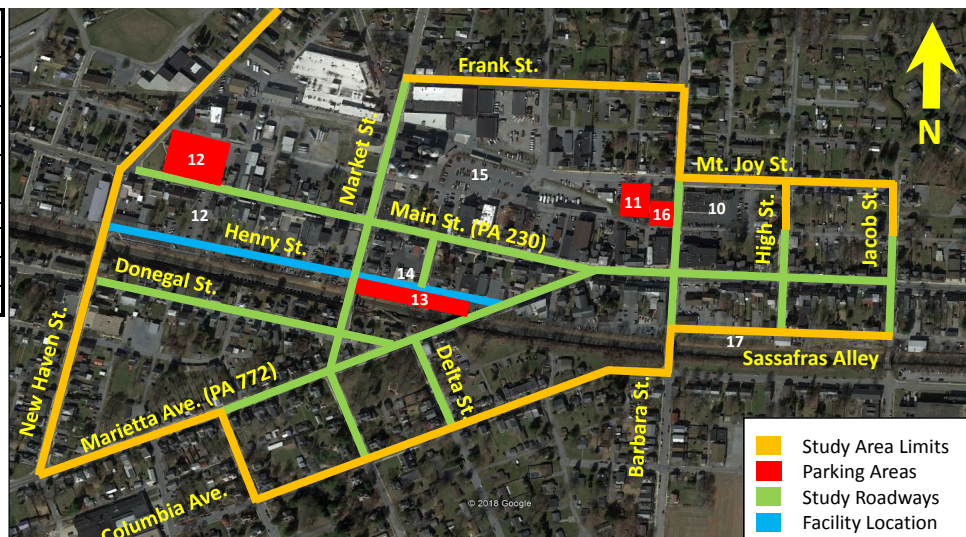 Frank St.
N
Market St.
12
15
Mt. Joy St.
11
16
10
High St.
Jacob St.
12
Main St. (PA 230)
Henry St.
14
13
Donegal St.
17
Sassafras Alley
New Haven St.
Marietta Ave. (PA 772)
Delta St.
Barbara St.
Columbia Ave.
© 2018 Google
Study Area Limits
Parking Areas
Study Roadways
Facility Location